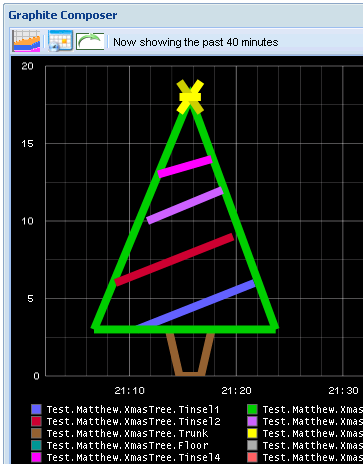 Graphite Composer
Now showing the past 40 minutes
20
15
10
5
0
21:10 21:20 21:30
Test.Matthew.XmasTree.Tinsel1 Test.Matthew.Xmas
Test.Matthew.XmasTree.Tinsel2 Test.Matthew.Xmas
Test.Matthew.XmasTree.Trunk Test.Matthew.Xmas
Test.Matthew.XmasTree.Floor Test.Matthew.Xmas
Test.Matthew.XmasTree.Tinsel4 Test.Matthew.Xmas